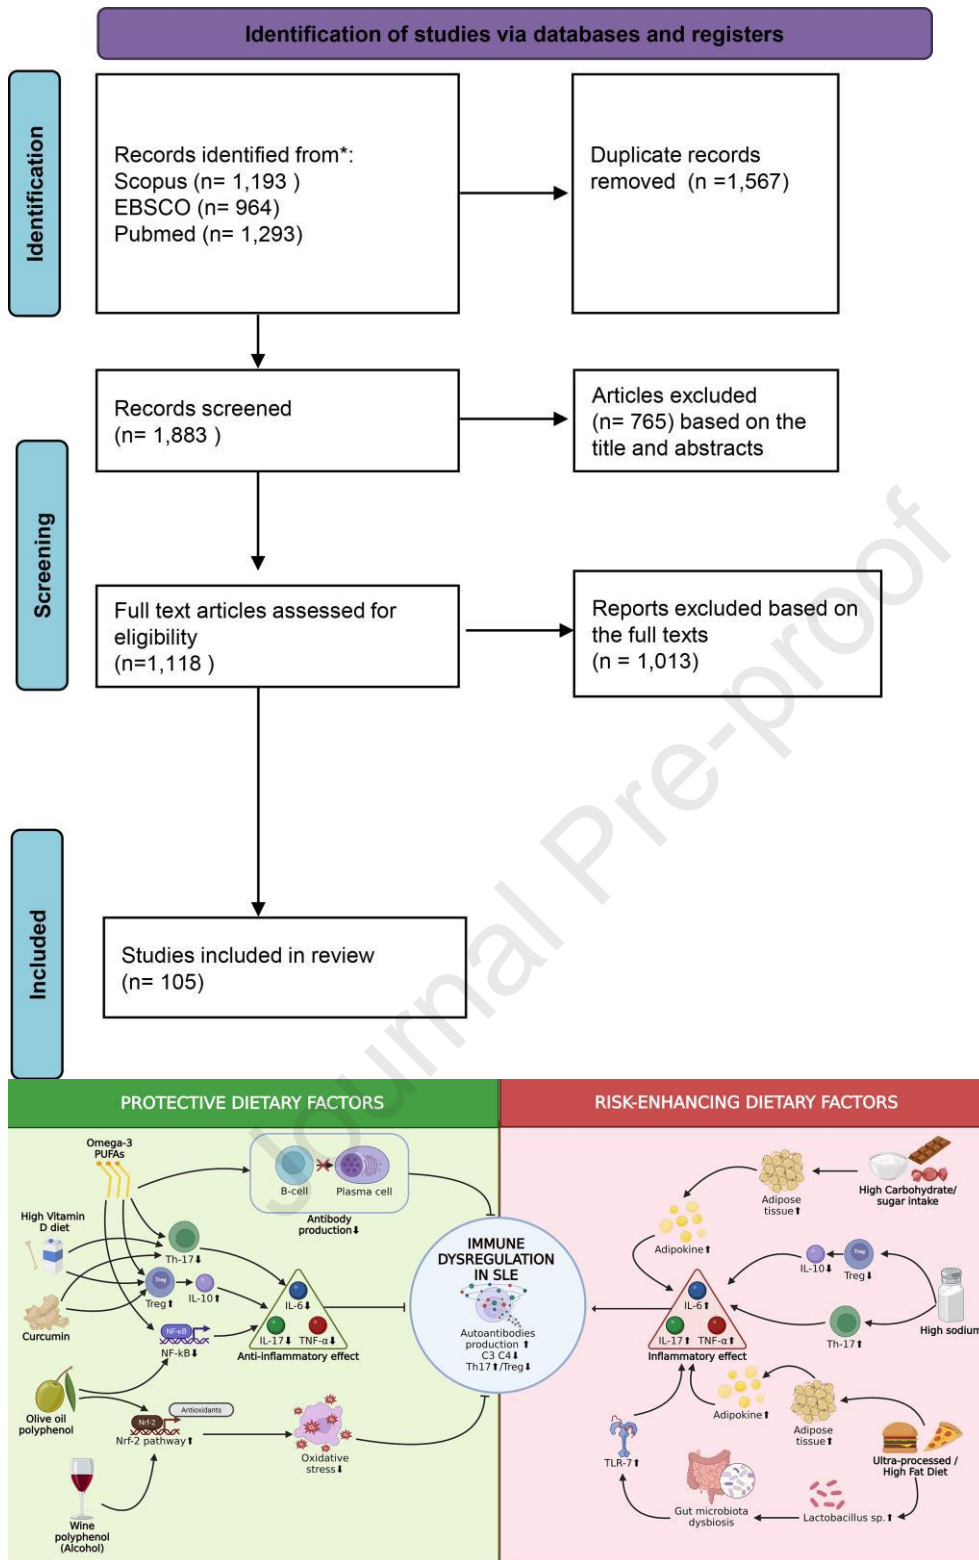 Identification of studies via databases and registers
Identification
Records identified from*:
Scopus (n= 1,193 )
EBSCO (n= 964)
Pubmed (n= 1,293)
Duplicate records
removed (n =1,567)
Screening
Records screened
(n= 1,883 )
Articles excluded
(n= 765) based on the
title and abstracts
Full text articles assessed for
eligibility
(n=1,118 )
Reports excluded based on
the full texts
(n = 1,013)
Included
Studies included in review
(n= 105)
Journal Pre-proof
PROTECTIVE DIETARY FACTORS
Omega-3
PUFAs
B-cell
Plasma cell
Antibody
production⬇
High Vitamin
D diet
Th-17⬇
Treg
Treg⬆
IL-10⬆
Curcumin
NF-κB
NF-kB⬇
IL-6⬇
IL-17⬇
TNF-α⬇
Anti-inflammatory effect
Olive oil
polyphenol
Nrf-2
Antioxidants
Nrf-2 pathway⬆
Oxidative
stress⬇
Wine
polyphenol
(Alcohol)
IMMUNE
DYSREGULATION
IN SLE
Autoantibodies
production ⬆
C3 C4⬇
Th17⬆/Treg⬇
RISK-ENHANCING DIETARY FACTORS
High Carbohydrate/
sugar intake
Adipose
tissue⬆
Adipokine⬆
IL-10⬇
Treg
Treg⬇
High sodium
Th-17⬆
IL-6⬆
IL-17⬆
TNF-α⬆
Inflammatory effect
Adipokine⬆
Adipose
tissue⬆
Ultra-processed /
High Fat Diet
TLR-7⬆
Gut microbiota
dysbiosis
Lactobacillus sp.⬆